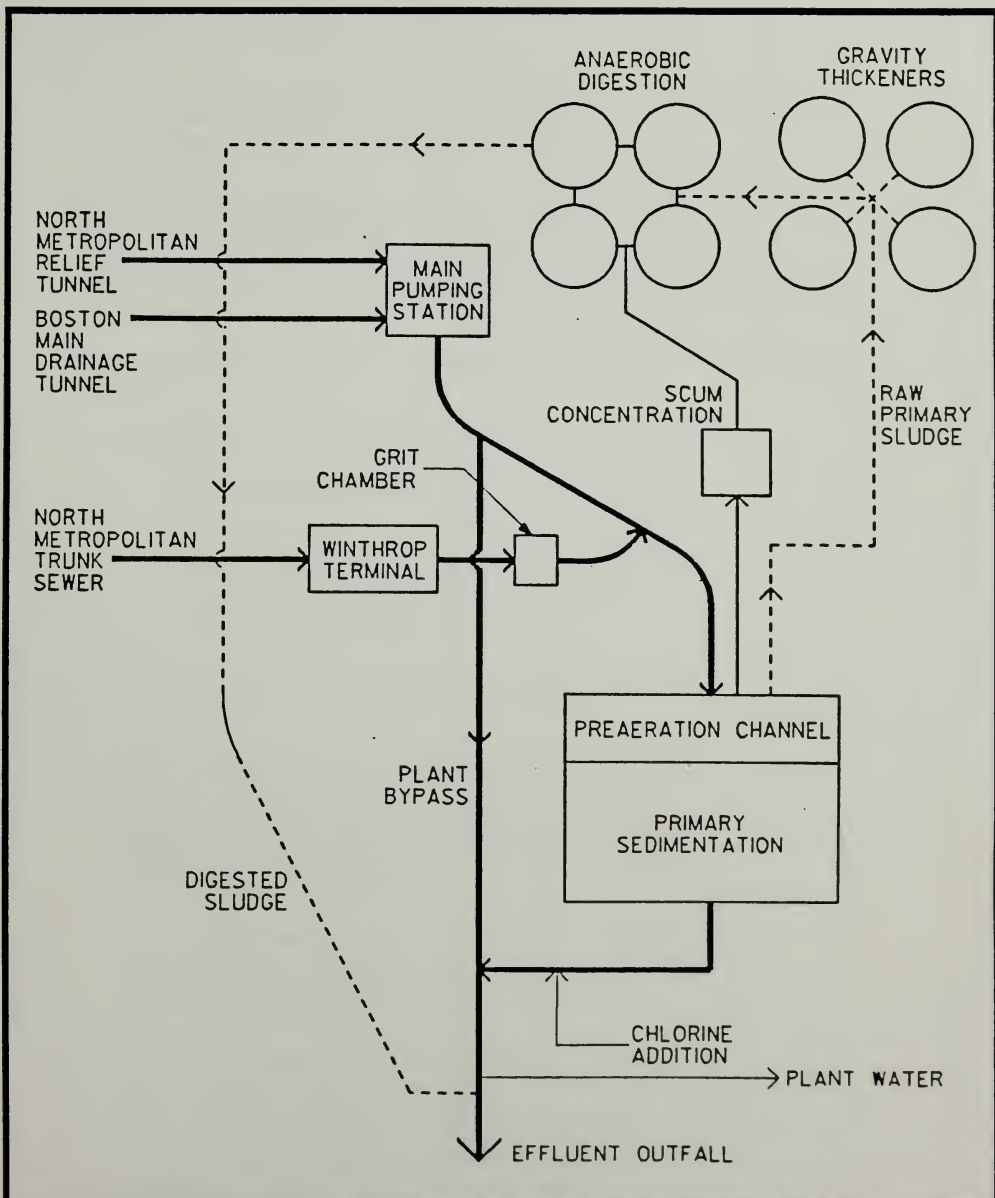 ANAEROBIC
DIGESTION
GRAVITY
THICKENERS
NORTH
METROPOLITAN
RELIEF
TUNNEL
MAIN
PUMPING
STATION
BOSTON
MAIN
DRAINAGE
TUNNEL
SCUM
CONCENTRATION
RAW
PRIMARY
SLUDGE
GRIT
CHAMBER
NORTH
METROPOLITAN
TRUNK
SEWER
WINTHROP
TERMINAL
PREAERATION CHANNEL
PLANT
BYPASS
PRIMARY
SEDIMENTATION
DIGESTED
SLUDGE
CHLORINE
ADDITION
PLANT WATER
EFFLUENT OUTFALL